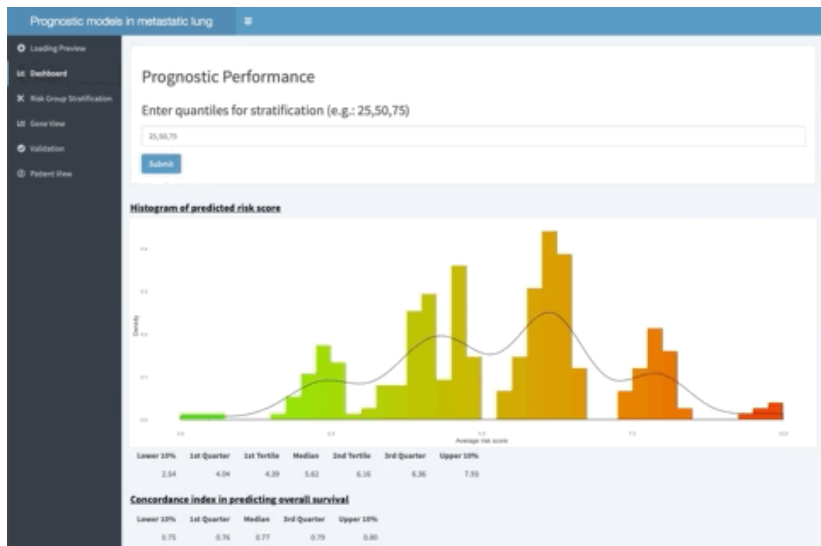 Prognostic models in metastatic lung
Loading Preview
Dashboard
Risk Group Stratification
Gene View
Validation
Patient View
Prognostic Performance
Enter quantiles for stratification (e.g.: 25,50,75)
25,50,75
Submit
Histogram of predicted risk score
Density
Average risk score
Lower 10% 1st Quarter 1st Tertile Median 2nd Tertile 3rd Quarter Upper 10%
2.54 4.04 4.39 5.62 6.16 6.36 7.93
Concordance index in predicting overall survival
Lower 10% 1st Quarter Median 3rd Quarter Upper 10%
0.75 0.76 0.77 0.79 0.80